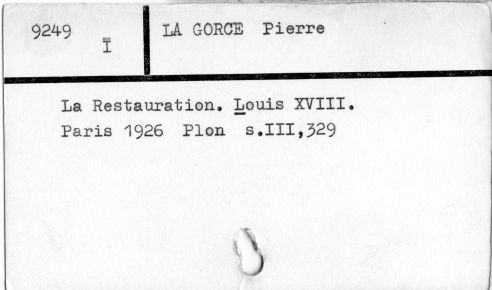 9249 I LA GORCE Pierre
La Restauration. Louis XVIII.
Paris 1926 Plon s.III,329